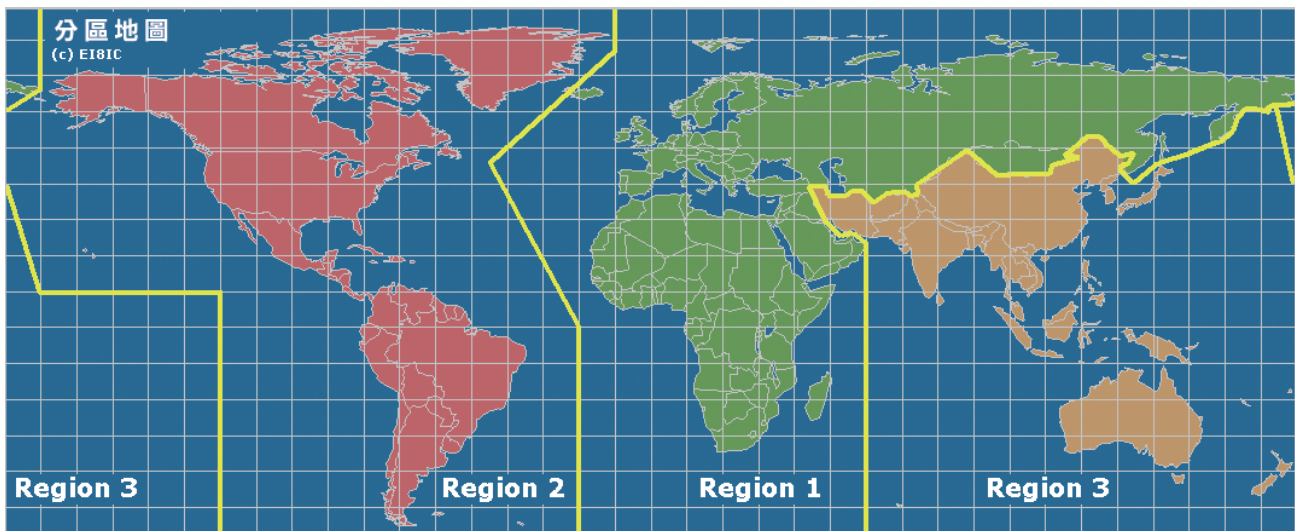 分區地圖
(c) EI8IC
Region 3
Region 2
Region 1
Region 3